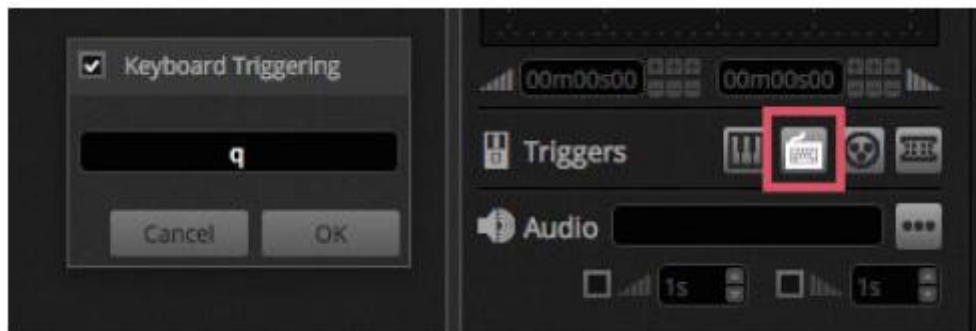 Keyboard Triggering
q
Cancel OK
00m00s00 00m00s00
Triggers
Audio
1s 1s